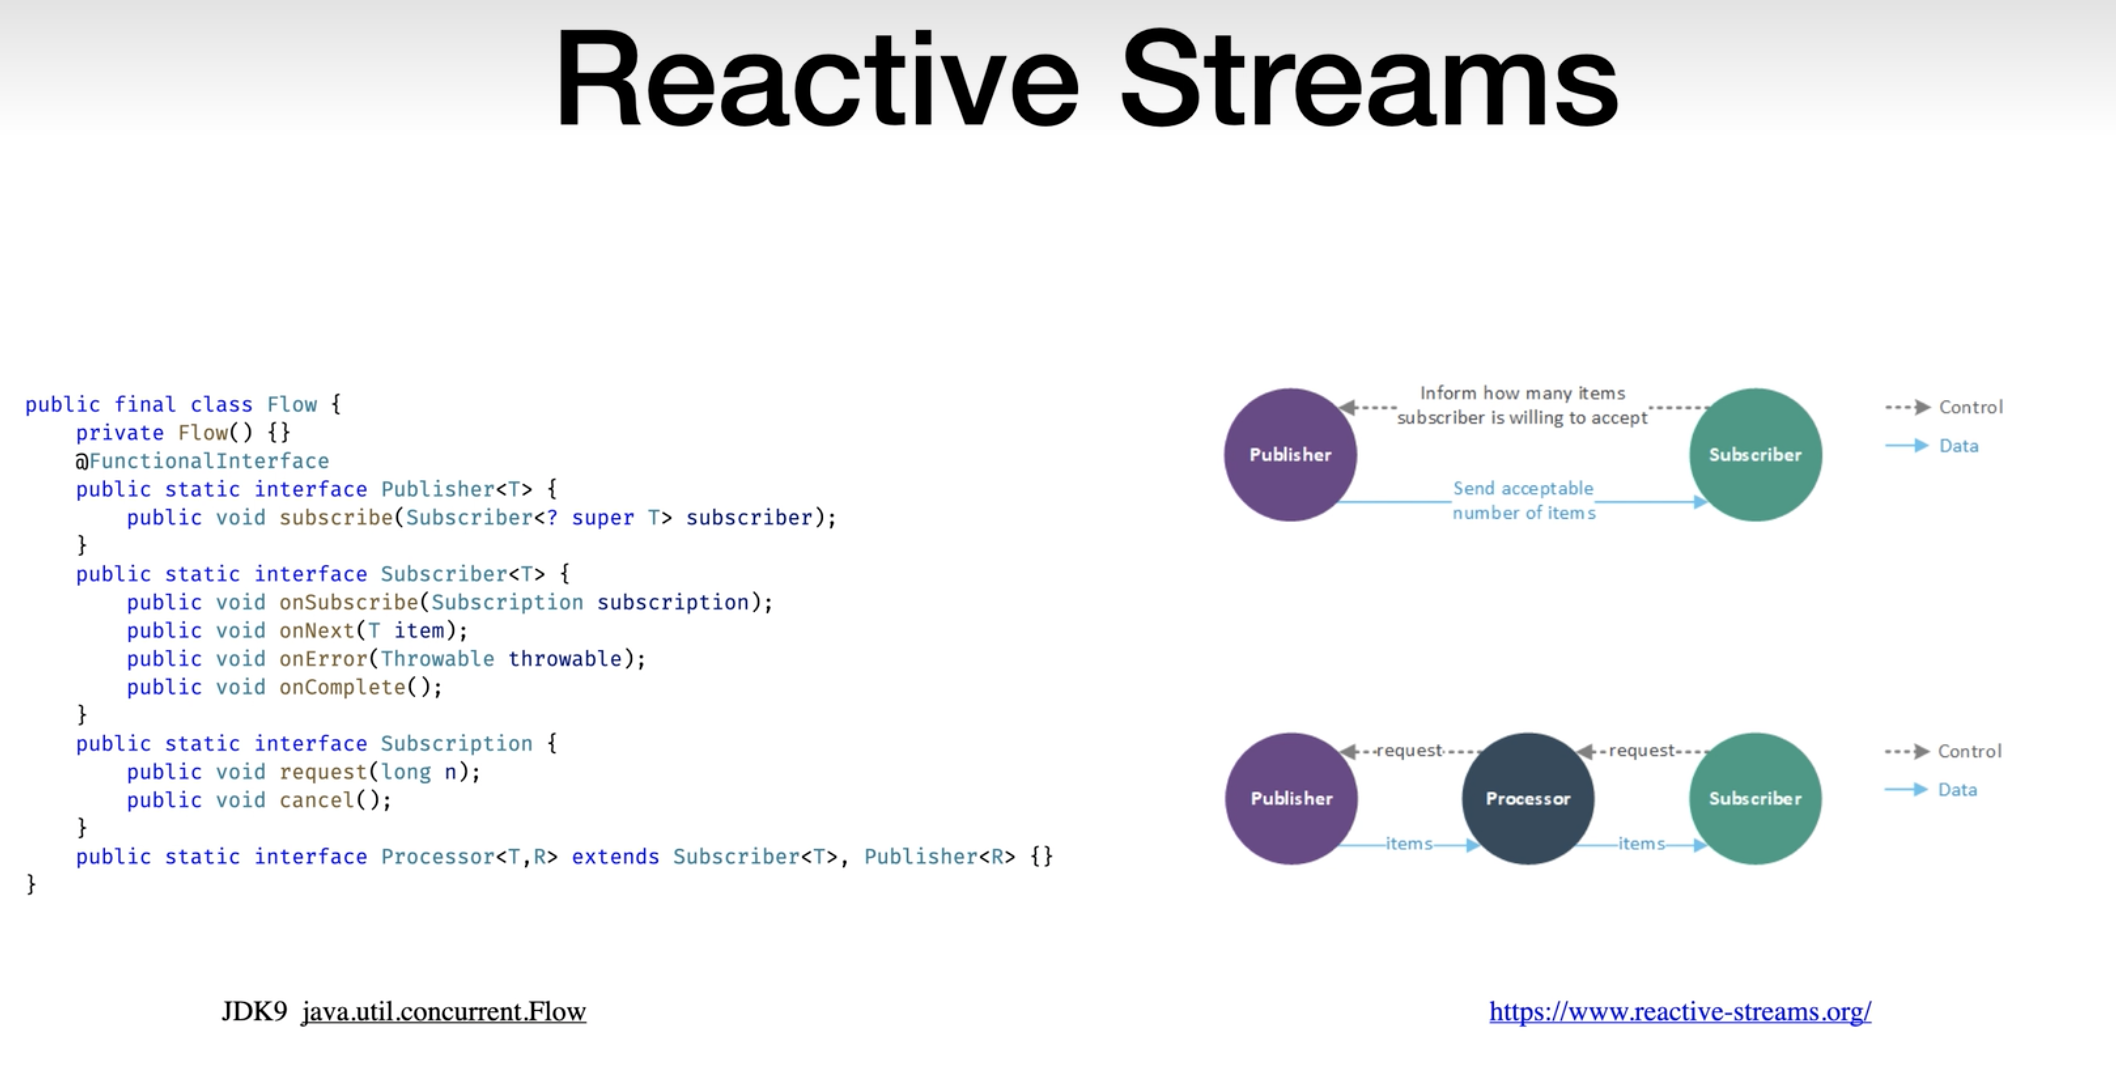 Reactive Streams
public final class Flow {
    private Flow() {}
    @FunctionalInterface
    public static interface Publisher<T> {
        public void subscribe(Subscriber<? super T> subscriber);
    }
    public static interface Subscriber<T> {
        public void onSubscribe(Subscription subscription);
        public void onNext(T item);
        public void onError(Throwable throwable);
        public void onComplete();
    }
    public static interface Subscription {
        public void request(long n);
        public void cancel();
    }
    public static interface Processor<T,R> extends Subscriber<T>, Publisher<R> {}
}
JDK9 java.util.concurrent.Flow
Inform how many items
subscriber is willing to accept
Publisher
Subscriber
Send acceptable
number of items
Control
Data
request
request
Publisher
Processor
Subscriber
items
items
Control
Data
https://www.reactive-streams.org/